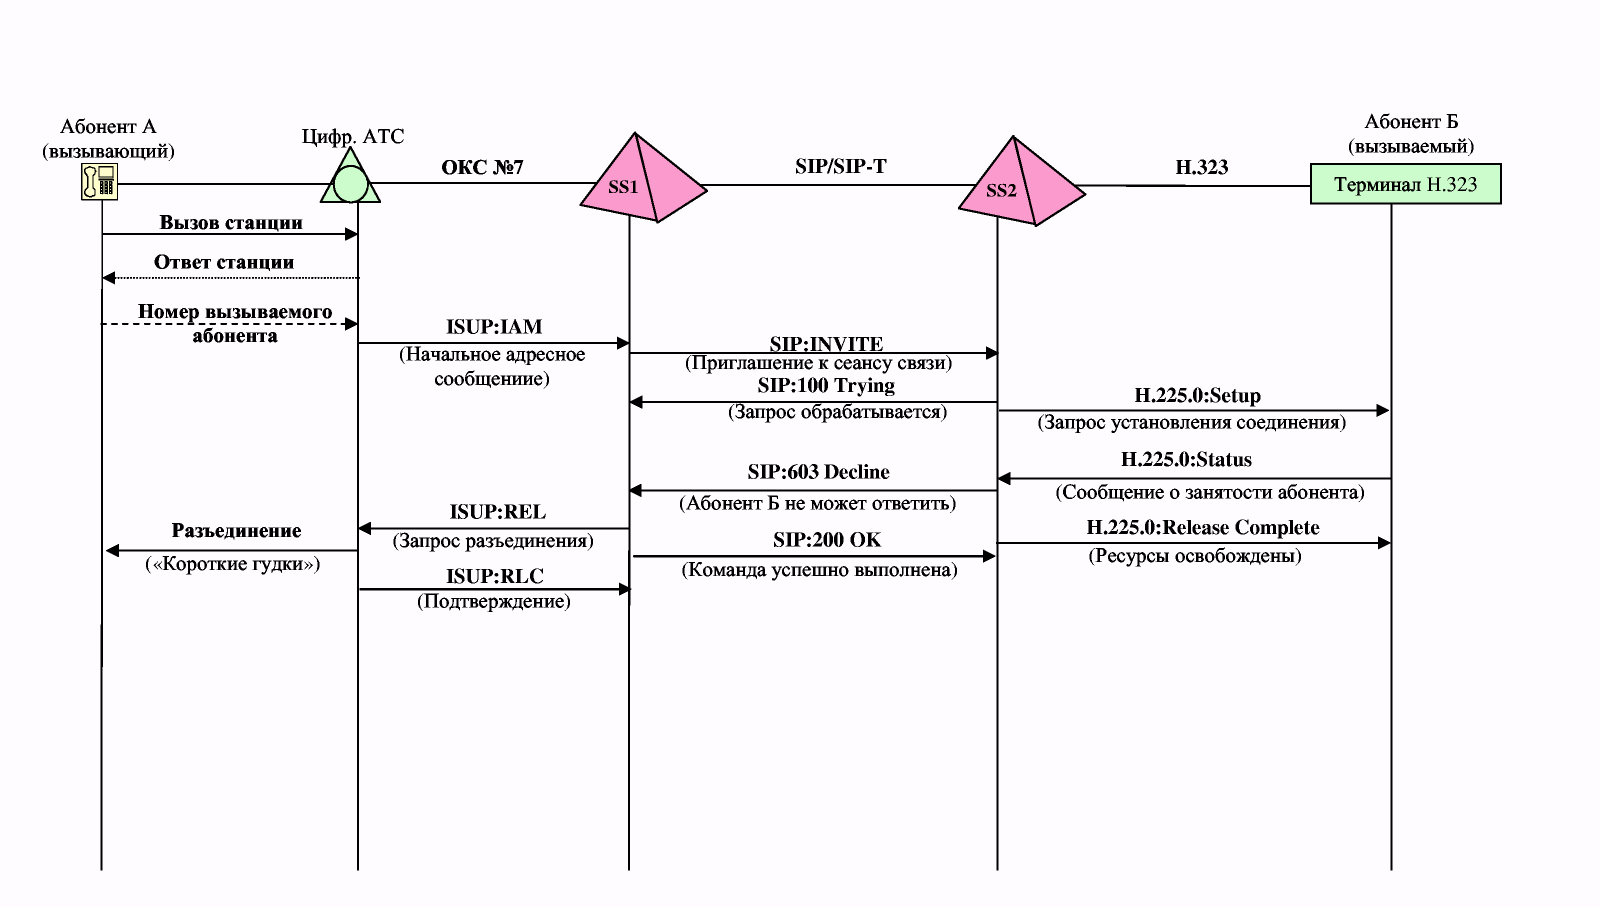 Абонент А
(вызывающий)
Цифр. АТС
ОКС №7
SS1
SIP/SIP-T
SS2
H.323
Абонент Б
(вызываемый)
Терминал H.323
Вызов станции
Ответ станции
Номер вызываемого
абонента
ISUP:IAM
(Начальное адресное
сообщениие)
SIP:INVITE
(Приглашение к сеансу связи)
SIP:100 Trying
(Запрос обрабатывается)
H.225.0:Setup
(Запрос установления соединения)
H.225.0:Status
(Сообщение о занятости абонента)
SIP:603 Decline
(Абонент Б не может ответить)
ISUP:REL
(Запрос разъединения)
Разъединение
(«Короткие гудки»)
SIP:200 OK
(Команда успешно выполнена)
H.225.0:Release Complete
(Ресурсы освобождены)
ISUP:RLC
(Подтверждение)